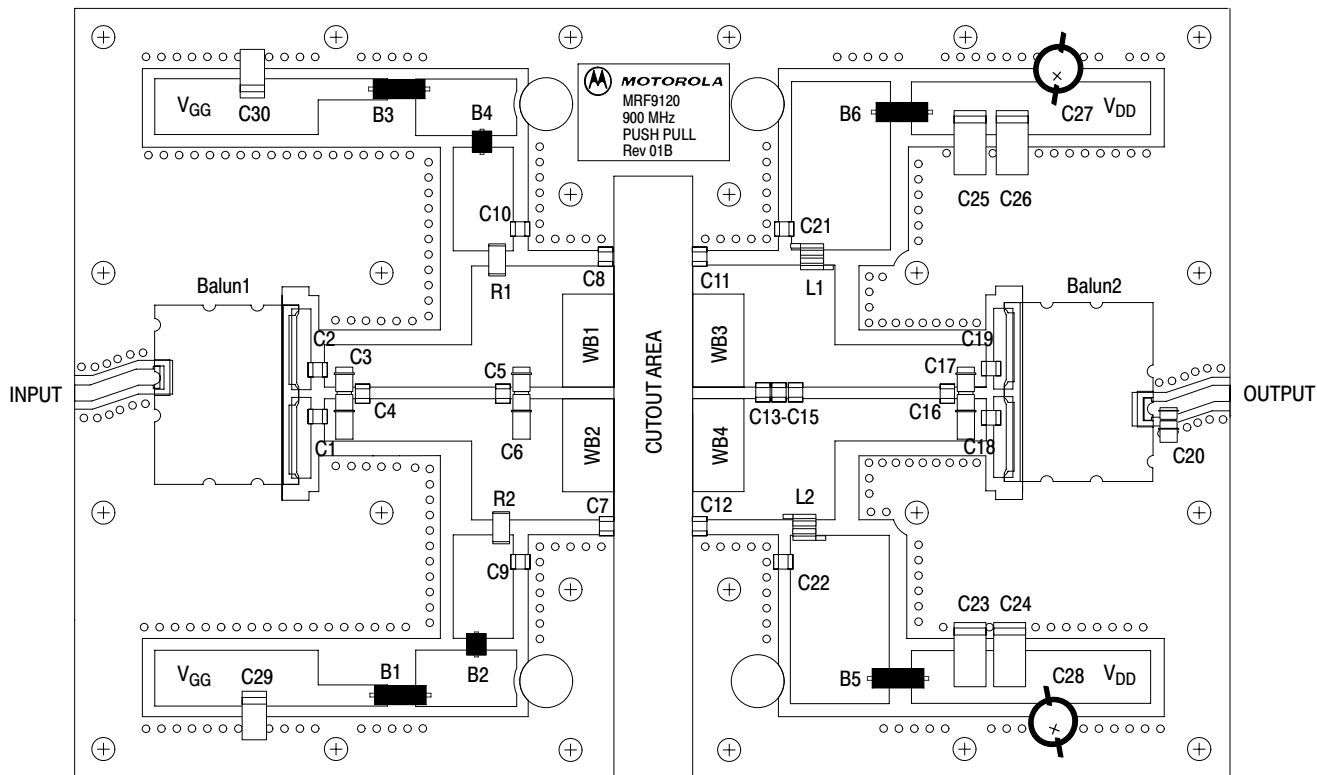 VGG
C30
B3
B4
MOTOROLA
MRF9120
900 MHz
PUSH PULL
Rev 01B
B6
C27
VDD
C25
C26
C10
C21
R1
C8
C11
L1
Balun1
Balun2
C2
C3
C5
WB1
WB3
C17
C19
INPUT
OUTPUT
C4
CUTOUT AREA
C13-C15
C16
C1
C6
WB2
WB4
C18
C20
R2
C7
C12
L2
C9
C22
C23
C24
VGG
C29
B1
B2
B5
C28
VDD